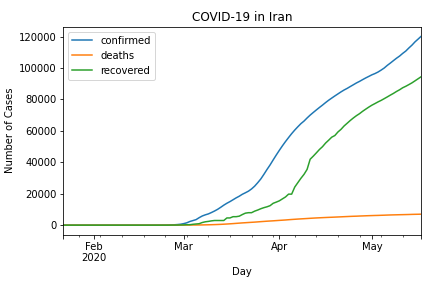 COVID-19 in Iran
confirmed
deaths
recovered
120000
100000
80000
60000
40000
20000
0
Number of Cases
Feb
2020
Mar
Apr
May
Day